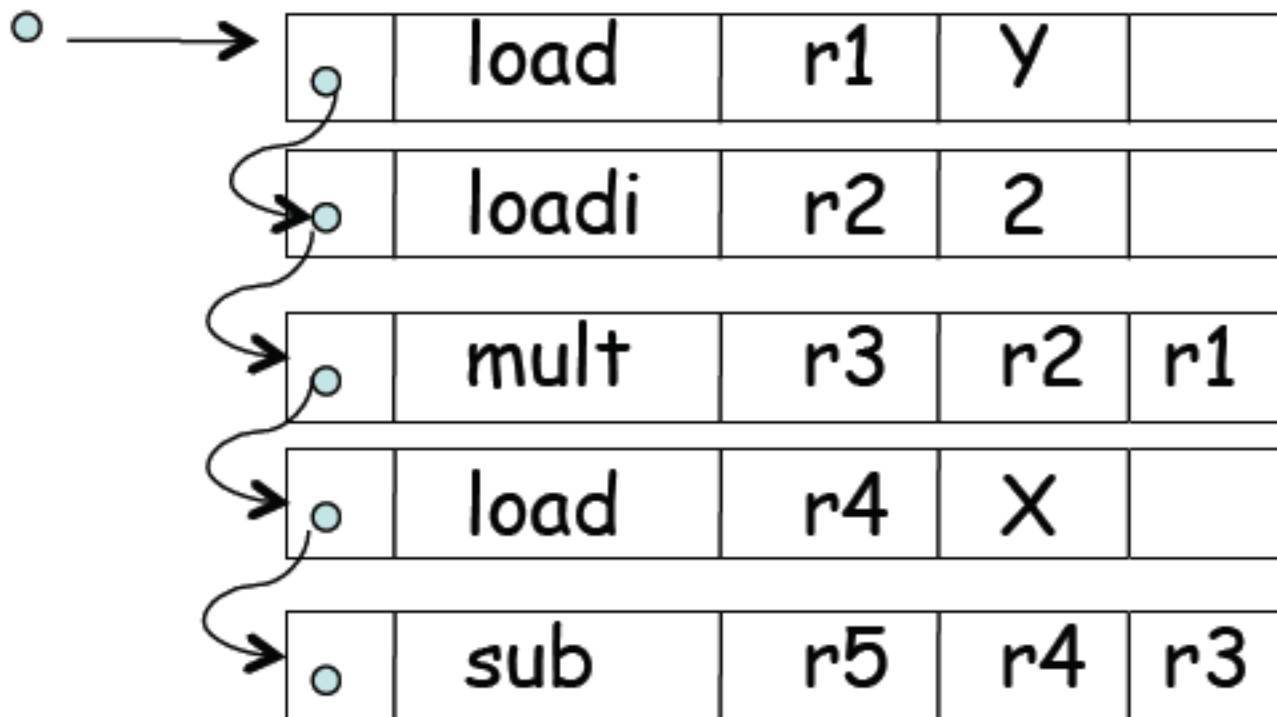 load r1 Y
loadi r2 2
mult r3 r2 r1
load r4 X
sub r5 r4 r3